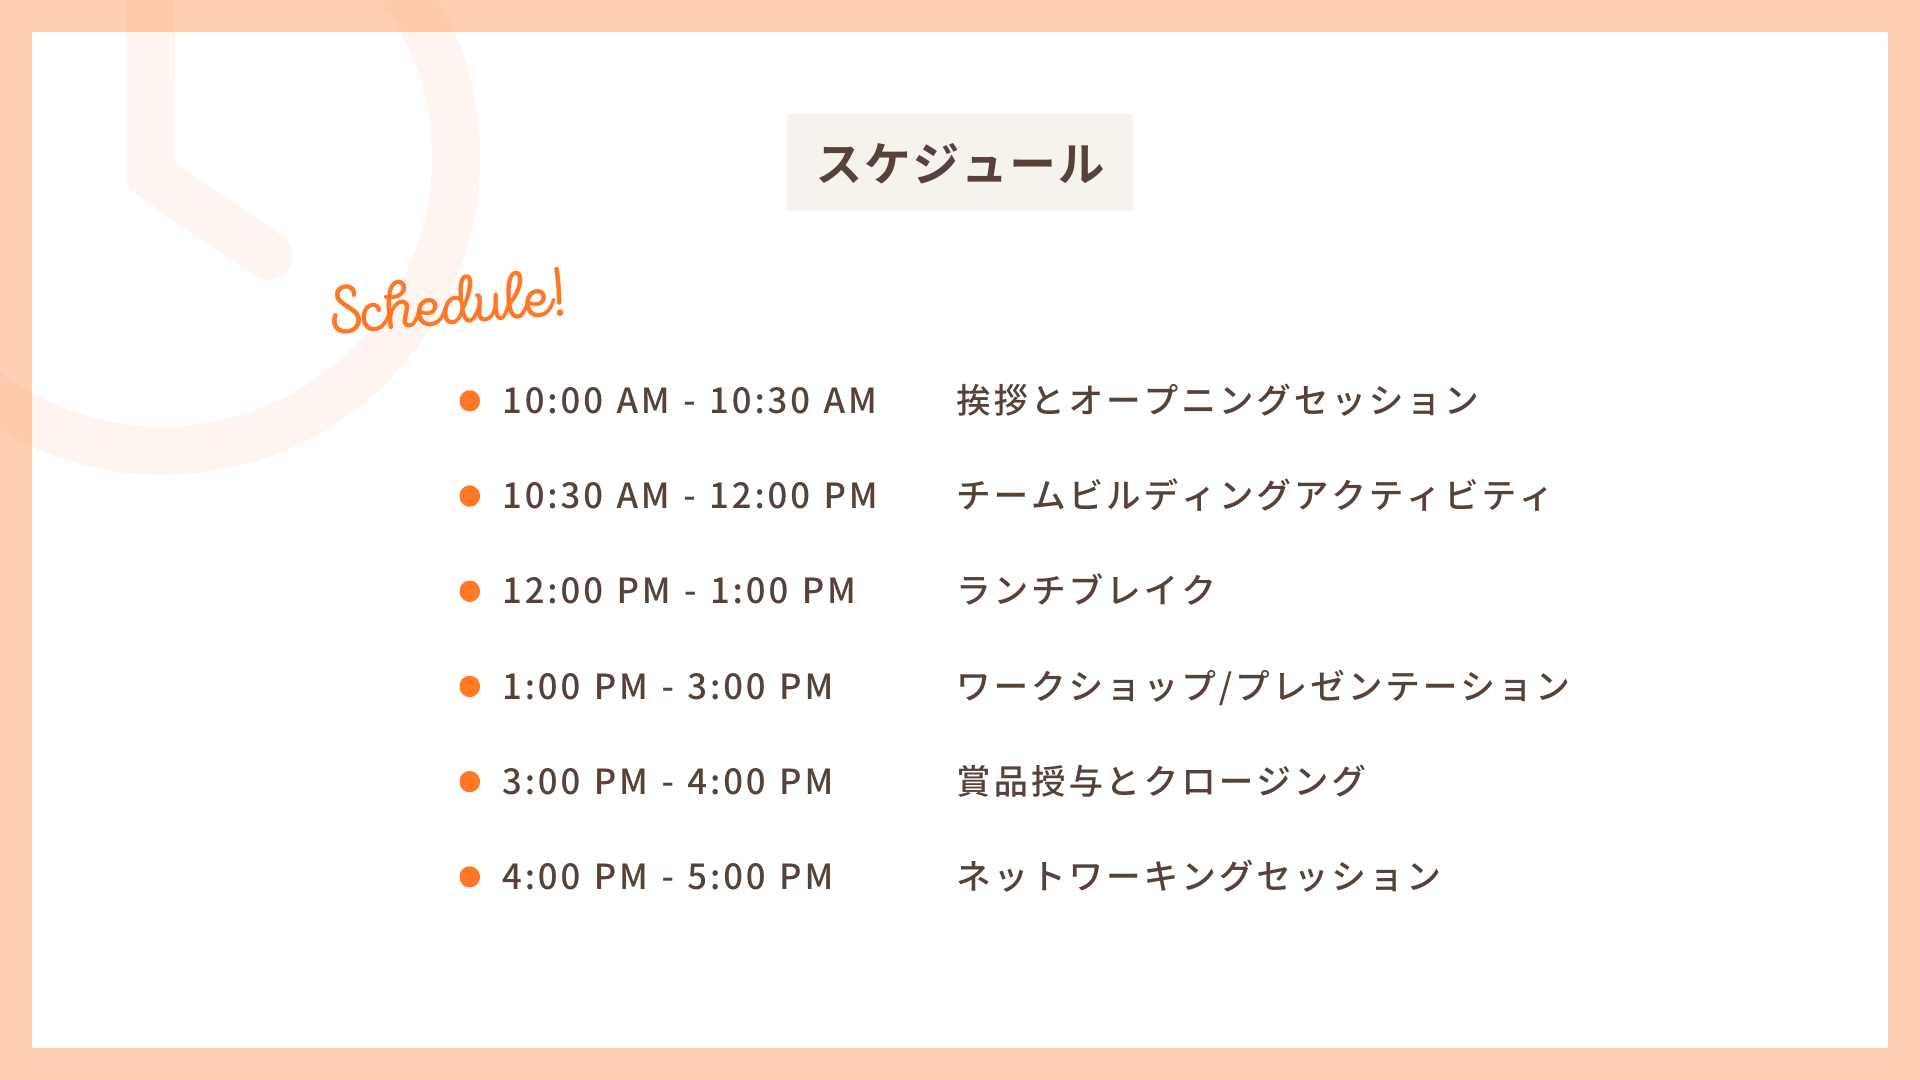 スケジュール
Schedule!
10:00 AM - 10:30 AM 挨拶とオープニングセッション
10:30 AM - 12:00 PM チームビルディングアクティビティ
12:00 PM - 1:00 PM ランチブレイク
1:00 PM - 3:00 PM ワークショップ/プレゼンテーション
3:00 PM - 4:00 PM 賞品授与とクロージング
4:00 PM - 5:00 PM ネットワーキングセッション